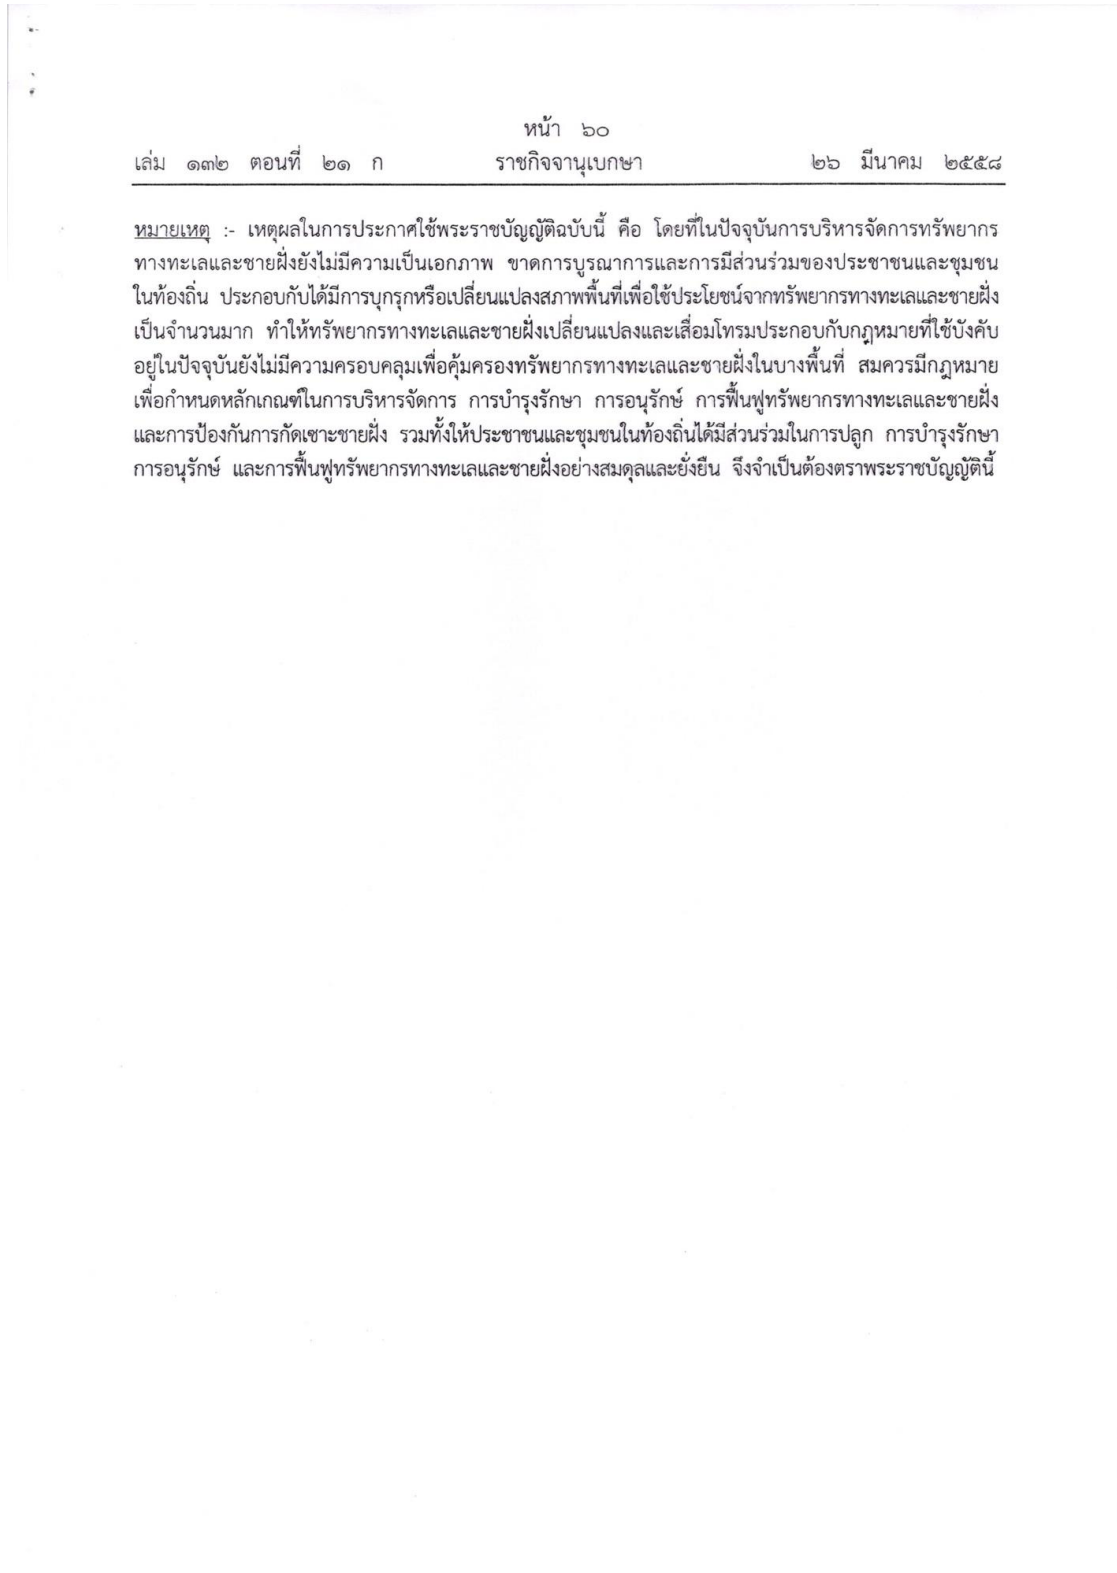 หน้า ๖๐
เล่ม ๑๓๒ ตอนที่ ๒๑ ก ราชกิจจานุเบกษา ๒๖ มีนาคม ๒๕๕๘
หมายเหตุ :- เหตุผลในการประกาศใช้พระราชบัญญัติฉบับนี้ คือ โดยที่ในปัจจุบันการบริหารจัดการทรัพยากร
ทางทะเลและชายฝั่งยังไม่มีความเป็นเอกภาพ ขาดการบูรณาการและการมีส่วนร่วมของประชาชนและชุมชน
ในท้องถิ่น ประกอบกับได้มีการบุกรุกหรือเปลี่ยนแปลงสภาพพื้นที่เพื่อใช้ประโยชน์จากทรัพยากรทางทะเลและชายฝั่ง
เป็นจำนวนมาก ทำให้ทรัพยากรทางทะเลและชายฝั่งเปลี่ยนแปลงและเสื่อมโทรมประกอบกับกฎหมายที่ใช้บังคับ
อยู่ในปัจจุบันยังไม่มีความครอบคลุมเพื่อคุ้มครองทรัพยากรทางทะเลและชายฝั่งในบางพื้นที่ สมควรมีกฎหมาย
เพื่อกำหนดหลักเกณฑ์ในการบริหารจัดการ การบำรุงรักษา การอนุรักษ์ การฟื้นฟูทรัพยากรทางทะเลและชายฝั่ง
และการป้องกันการกัดเซาะชายฝั่ง รวมทั้งให้ประชาชนและชุมชนในท้องถิ่นได้มีส่วนร่วมในการปลูก การบำรุงรักษา
การอนุรักษ์ และการฟื้นฟูทรัพยากรทางทะเลและชายฝั่งอย่างสมดุลและยั่งยืน จึงจำเป็นต้องตราพระราชบัญญัตินี้